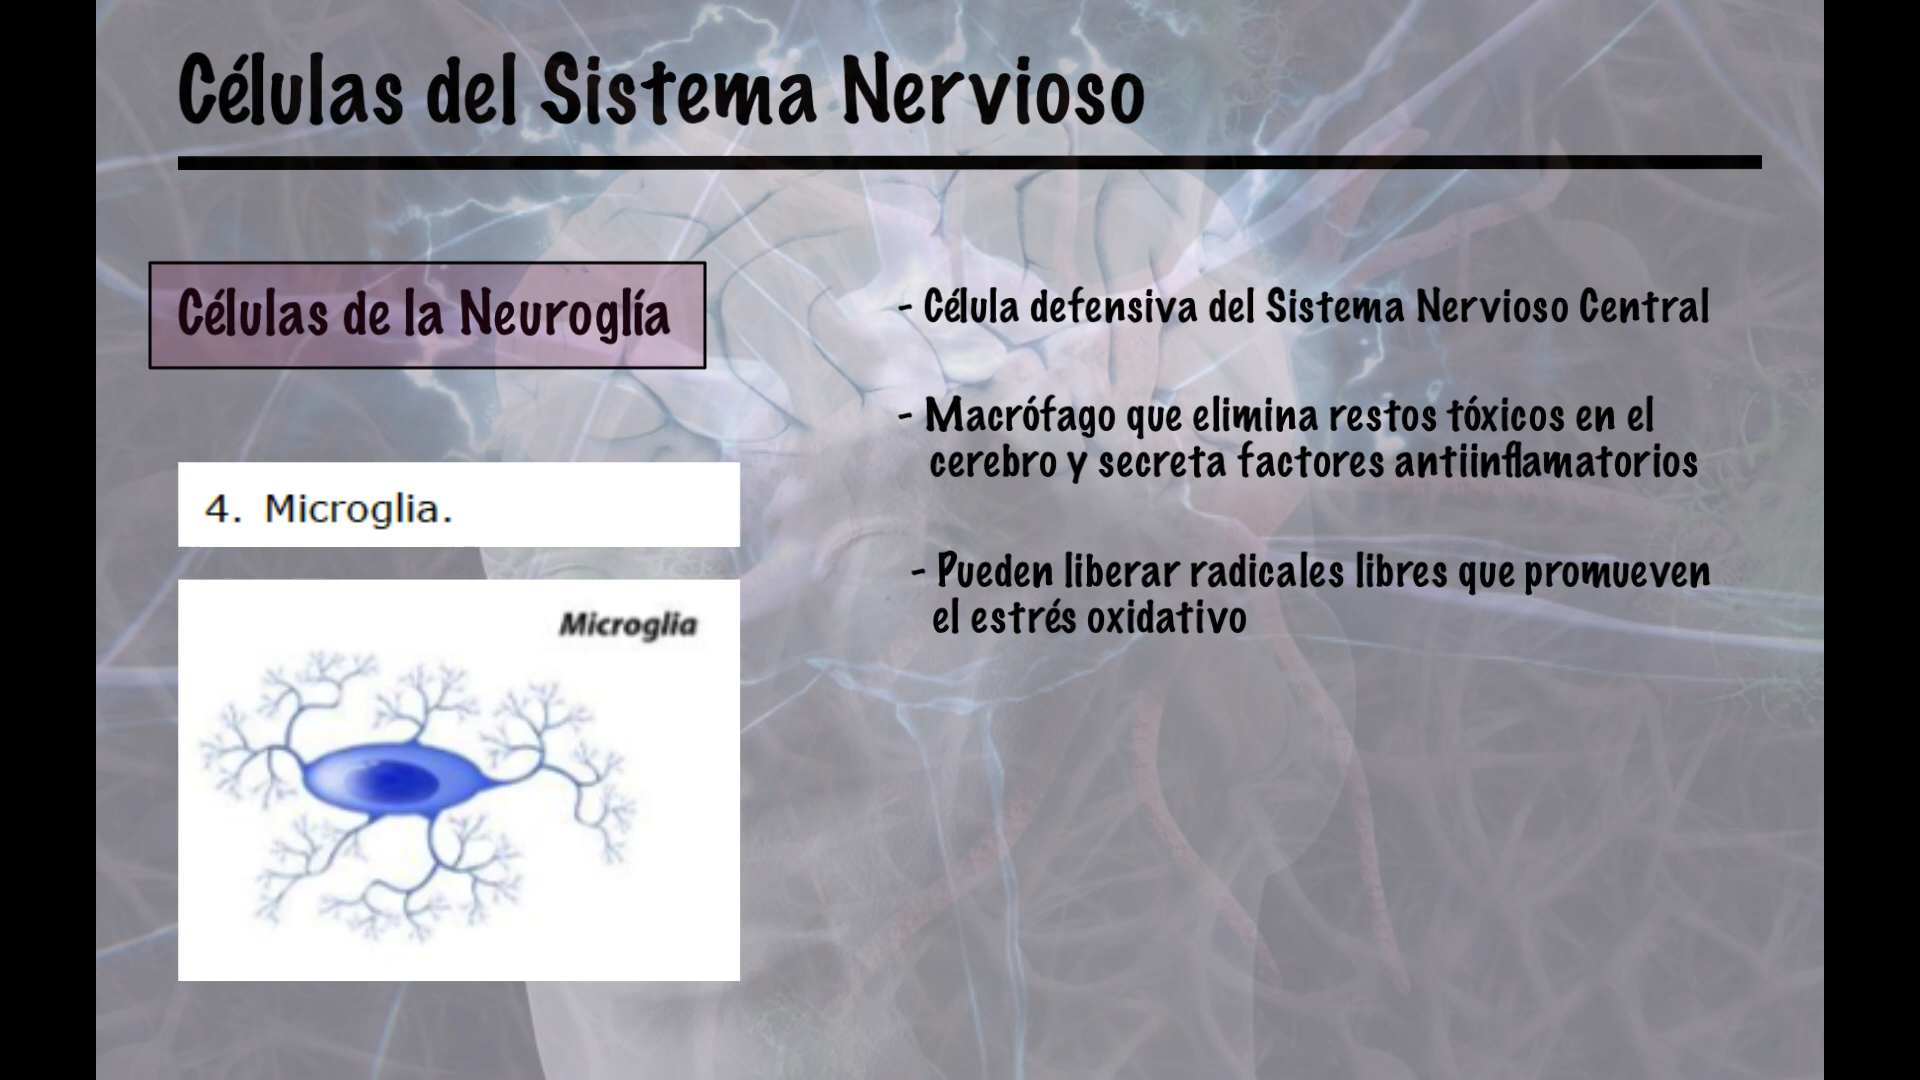 Células del Sistema Nervioso
Células de la Neuroglía
4. Microglia.
Microglia
- Célula defensiva del Sistema Nervioso Central
- Macrófago que elimina restos tóxicos en el
cerebro y secreta factores antiinflamatorios
- Pueden liberar radicales libres que promueven
el estrés oxidativo